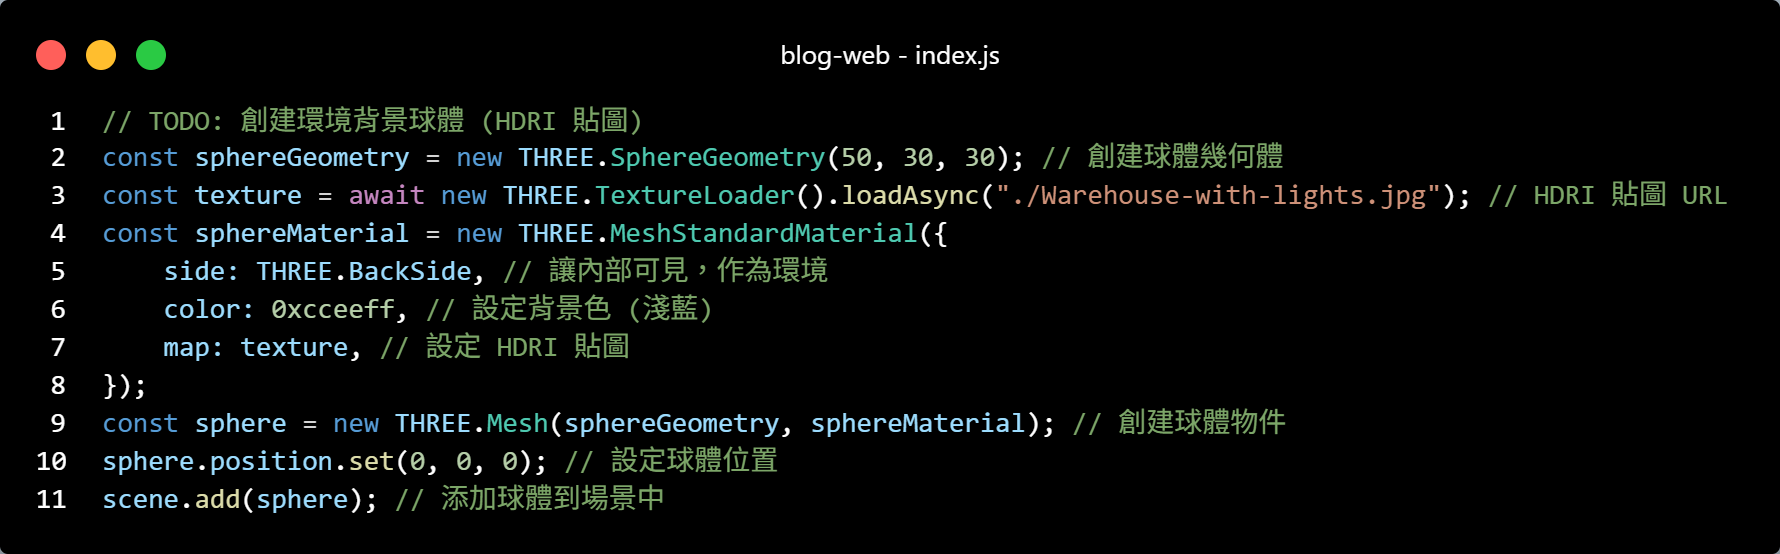 blog-web - index.js
1 // TODO: 創建環境背景球體 (HDRI 貼圖)
2 const sphereGeometry = new THREE.SphereGeometry(50, 30, 30); // 創建球體幾何體
3 const texture = await new THREE.TextureLoader().loadAsync("./Warehouse-with-lights.jpg"); // HDRI 貼圖 URL
4 const sphereMaterial = new THREE.MeshStandardMaterial({
5     side: THREE.BackSide, // 讓內部可見，作為環境
6     color: 0xcceeff, // 設定背景色 (淺藍)
7     map: texture, // 設定 HDRI 貼圖
8 });
9 const sphere = new THREE.Mesh(sphereGeometry, sphereMaterial); // 創建球體物件
10 sphere.position.set(0, 0, 0); // 設定球體位置
11 scene.add(sphere); // 添加球體到場景中